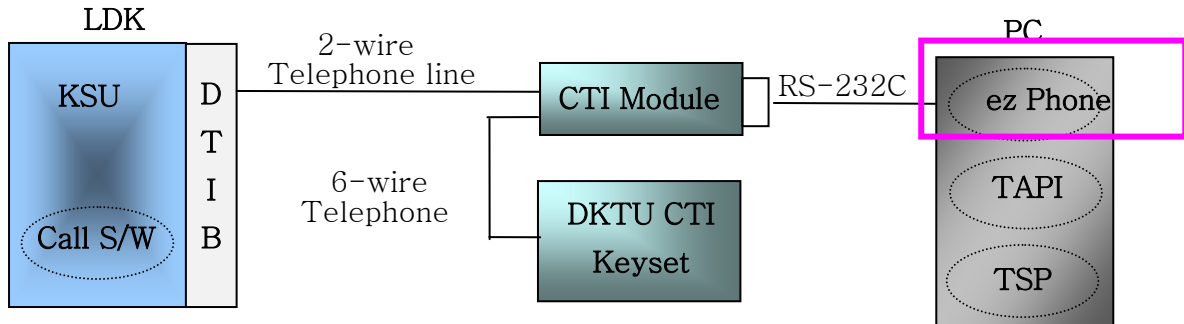 LDK
KSU
Call S/W
D
T
I
B
2-wire
Telephone line
6-wire
Telephone
CTI Module
DKTU CTI
Keyset
RS-232C
PC
ez Phone
TAPI
TSP